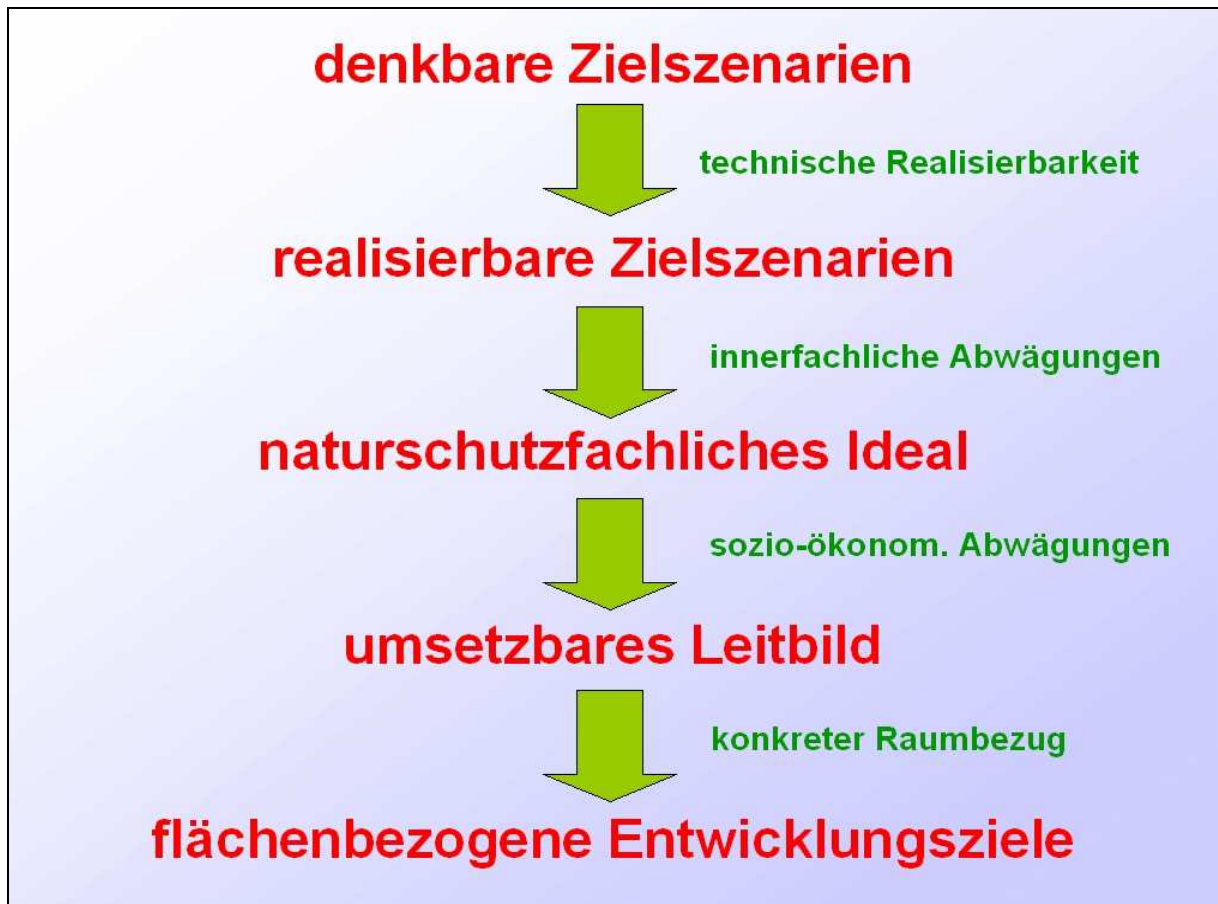 denkbare Zielszenarien
technische Realisierbarkeit
realisierbare Zielszenarien
innerfachliche Abwägungen
naturschutzfachliches Ideal
sozio-ökonom. Abwägungen
umsetzbares Leitbild
konkreter Raumbezug
flächenbezogene Entwicklungsziele